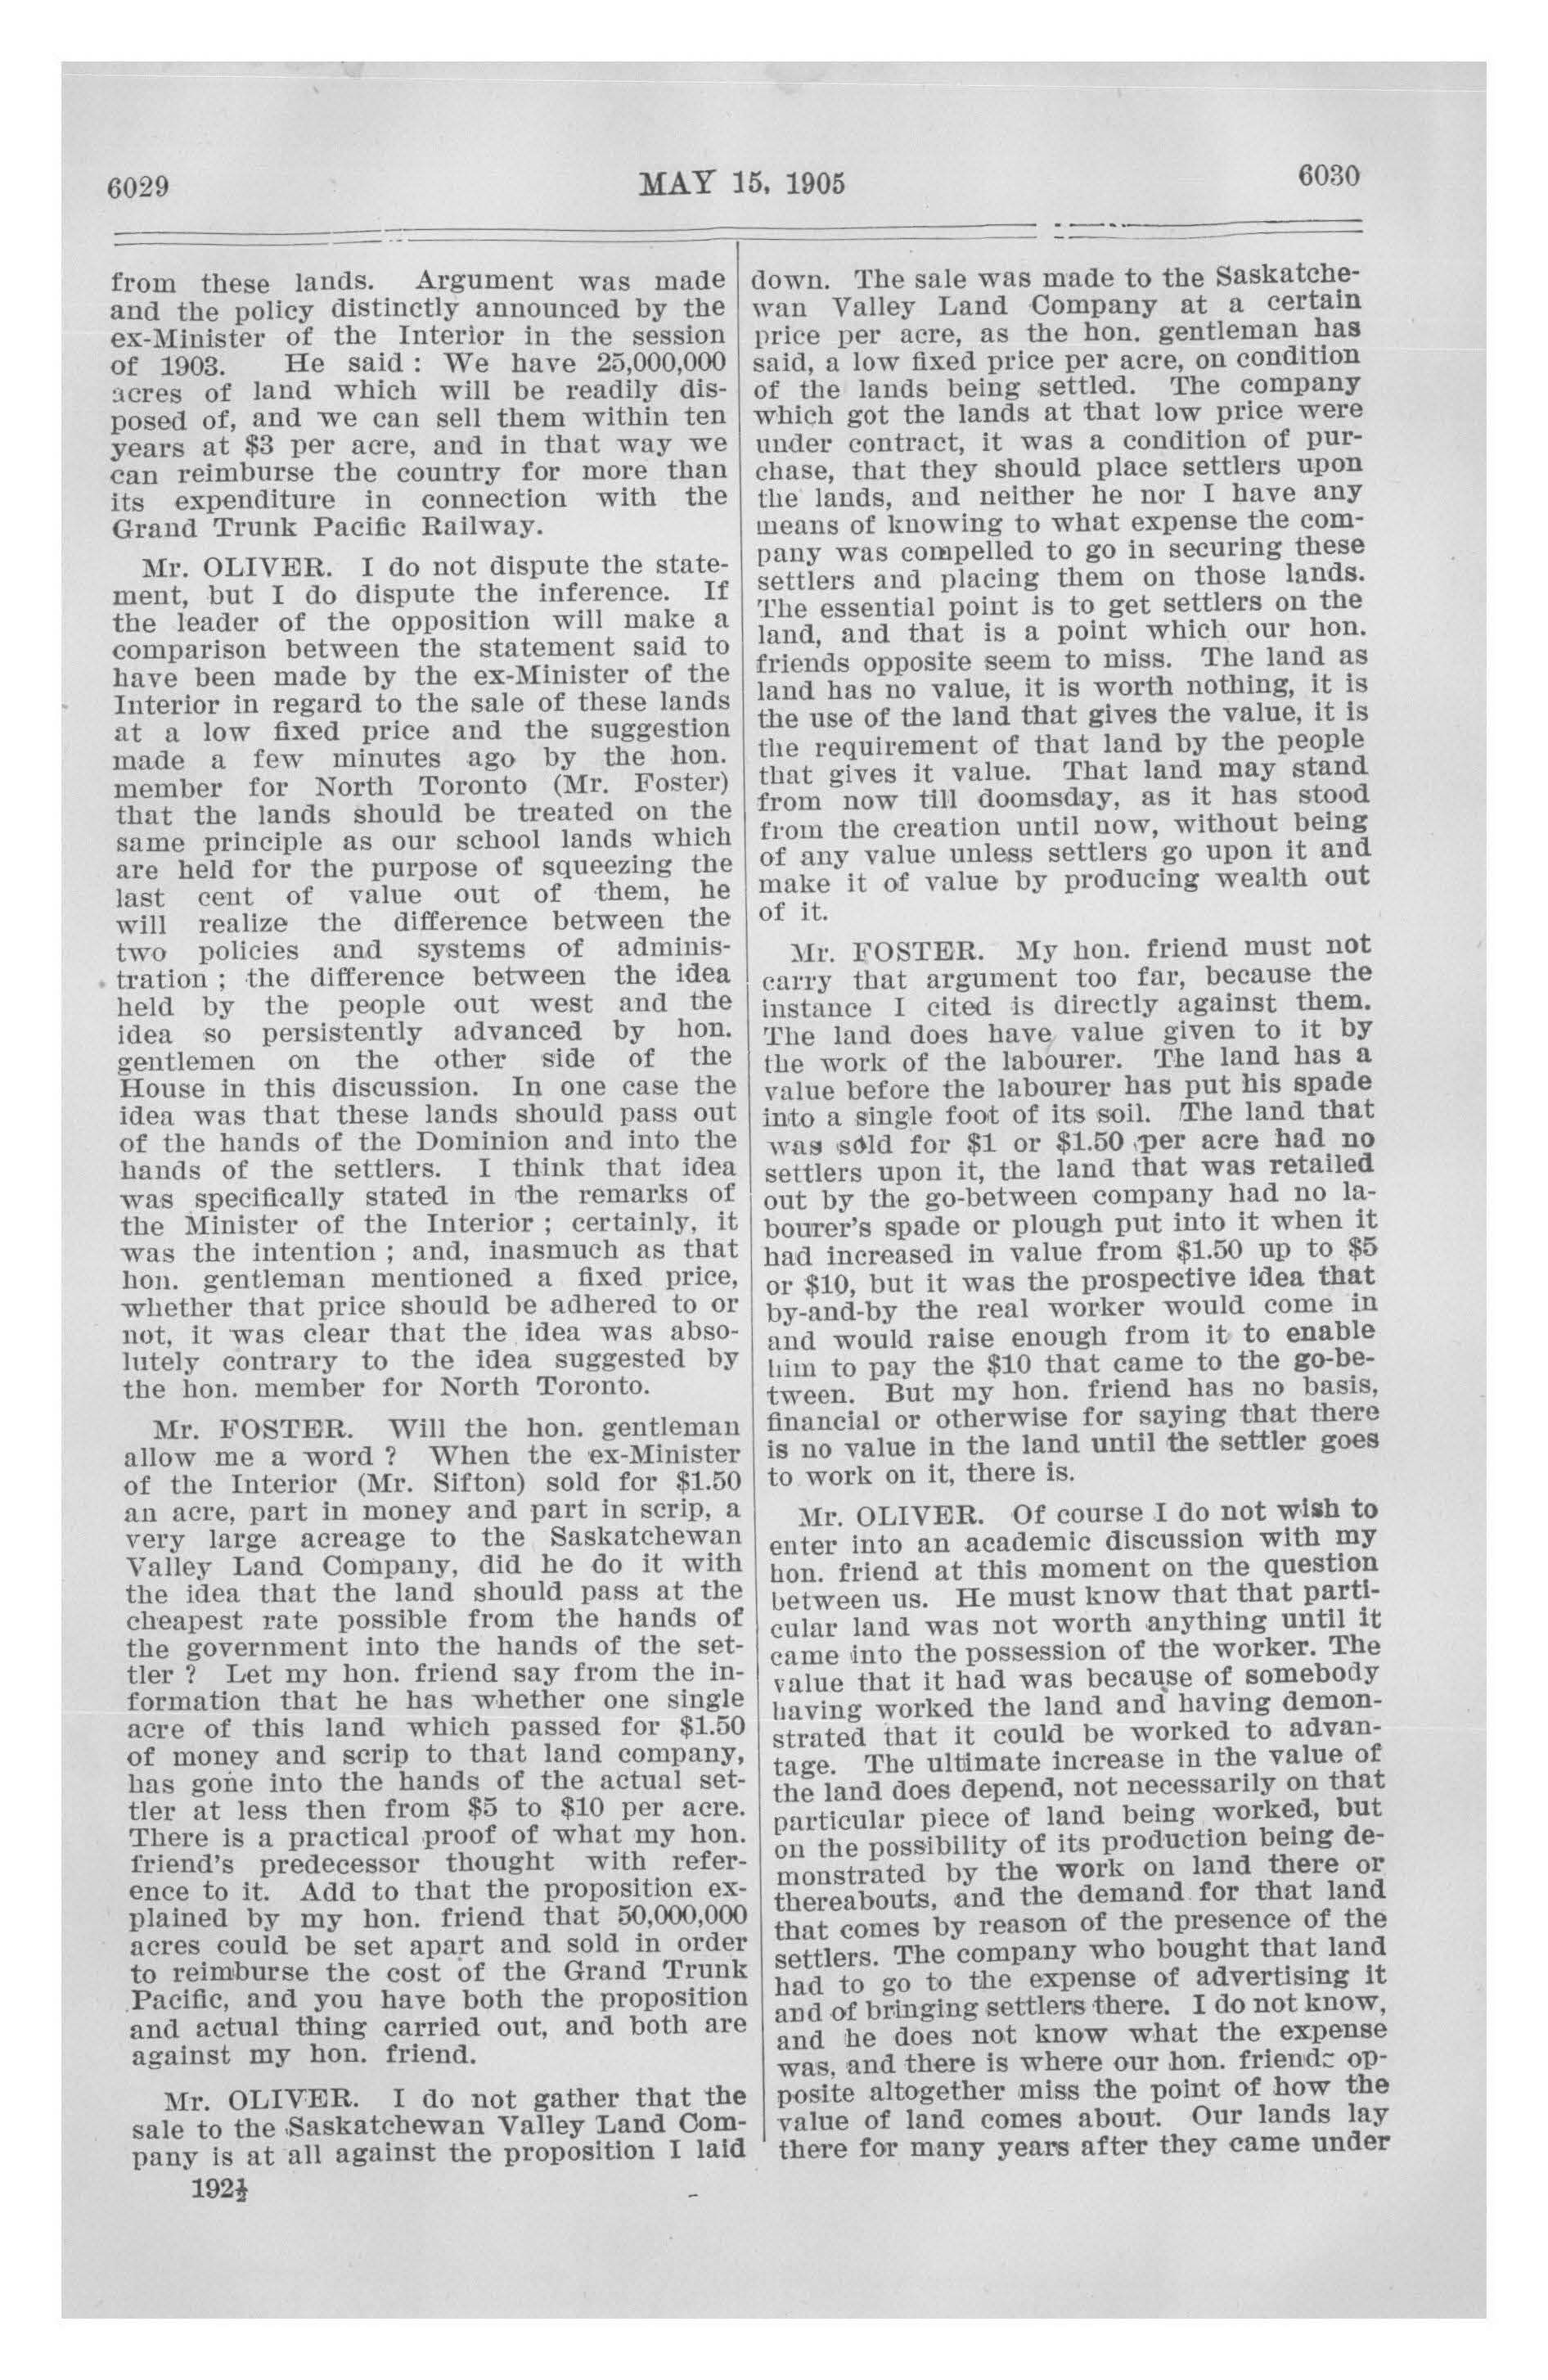 6029
MAY 15, 1905
6030
from these lands. Argument was made
and the policy distinctly announced by the
ex-Minister of the Interior in the session
of 1903. He said : We have 25,000,000
acres of land which will be readily dis-
posed of, and we can sell them within ten
years at $3 per acre, and in that way we
can reimburse the country for more than
its expenditure in connection with the
Grand Trunk Pacific Railway.
Mr. OLIVER. I do not dispute the state-
ment, but I do dispute the inference. If
the leader of the opposition will make a
comparison between the statement said to
have been made by the ex-Minister of the
Interior in regard to the sale of these lands
at a low fixed price and the suggestion
made a few minutes ago by the hon.
member for North Toronto (Mr. Foster)
that the lands should be treated on the
same principle as our school lands which
are held for the purpose of squeezing the
last cent of value out of them, he
will realize the difference between the
two policies and systems of adminis-
tration ; the difference between the idea
held by the people out west and the
idea so persistently advanced by hon.
gentlemen on the other side of the
House in this discussion. In one case the
idea was that these lands should pass out
of the hands of the Dominion and into the
hands of the settlers. I think that idea
was specifically stated in the remarks of
the Minister of the Interior ; certainly, it
was the intention ; and, inasmuch as that
hon. gentleman mentioned a fixed price,
whether that price should be adhered to or
not, it was clear that the idea was abso-
lutely contrary to the idea suggested by
the hon. member for North Toronto.
Mr. FOSTER. Will the hon. gentleman
allow me a word ? When the ex-Minister
of the Interior (Mr. Sifton) sold for $1.50
an acre, part in money and part in scrip, a
very large acreage to the Saskatchewan
Valley Land Company, did he do it with
the idea that the land should pass at the
cheapest rate possible from the hands of
the government into the hands of the set-
tler ? Let my hon. friend say from the in-
formation that he has whether one single
acre of this land which passed for $1.50
of money and scrip to that land company,
has gone into the hands of the actual set-
tler at less then from $5 to $10 per acre.
There is a practical proof of what my hon.
friend's predecessor thought with refer-
ence to it. Add to that the proposition ex-
plained by my hon. friend that 50,000,000
acres could be set apart and sold in order
to reimburse the cost of the Grand Trunk
Pacific, and you have both the proposition
and actual thing carried out, and both are
against my hon. friend.
Mr. OLIVER. I do not gather that the
sale to the Saskatchewan Valley Land Com-
pany is at all against the proposition I laid
192½
down. The sale was made to the Saskatche-
wan Valley Land Company at a certain
price per acre, as the hon. gentleman has
said, a low fixed price per acre, on condition
of the lands being settled. The company
which got the lands at that low price were
under contract, it was a condition of pur-
chase, that they should place settlers upon
the lands, and neither he nor I have any
means of knowing to what expense the com-
pany was compelled to go in securing these
settlers and placing them on those lands.
The essential point is to get settlers on the
land, and that is a point which our hon.
friends opposite seem to miss. The land as
land has no value, it is worth nothing, it is
the use of the land that gives the value, it is
the requirement of that land by the people
that gives it value. That land may stand
from now till doomsday, as it has stood
from the creation until now, without being
of any value unless settlers go upon it and
make it of value by producing wealth out
of it.
Mr. FOSTER. My hon. friend must not
carry that argument too far, because the
instance I cited is directly against them.
The land does have value given to it by
the work of the labourer. The land has a
value before the labourer has put his spade
into a single foot of its soil. The land that
was sold for $1 or $1.50 per acre had no
settlers upon it, the land that was retailed
out by the go-between company had no la-
bourer's spade or plough put into it when it
had increased in value from $1.50 up to $5
or $10, but it was the prospective idea that
by-and-by the real worker would come in
and would raise enough from it to enable
him to pay the $10 that came to the go-be-
tween. But my hon. friend has no basis,
financial or otherwise for saying that there
is no value in the land until the settler goes
to work on it, there is.
Mr. OLIVER. Of course I do not wish to
enter into an academic discussion with my
hon. friend at this moment on the question
between us. He must know that that parti-
cular land was not worth anything until it
came into the possession of the worker. The
value that it had was because of somebody
having worked the land and having demon-
strated that it could be worked to advan-
tage. The ultimate increase in the value of
the land does depend, not necessarily on that
particular piece of land being worked, but
on the possibility of its production being de-
monstrated by the work on land there or
thereabouts, and the demand for that land
that comes by reason of the presence of the
settlers. The company who bought that land
had to go to the expense of advertising it
and of bringing settlers there. I do not know,
and he does not know what the expense
was, and there is where our hon. friends op-
posite altogether miss the point of how the
value of land comes about. Our lands lay
there for many years after they came under